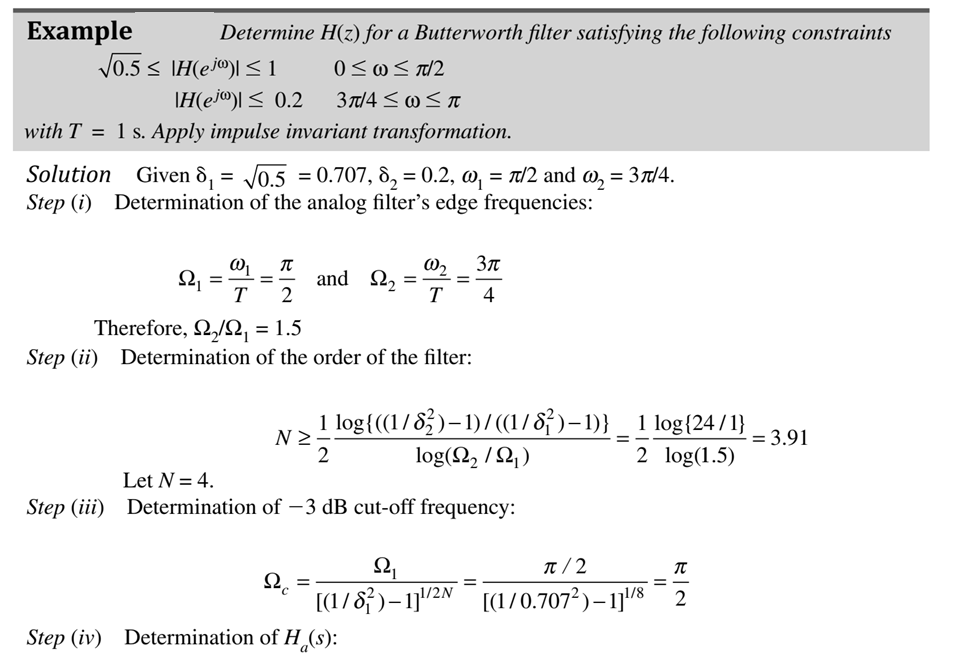 Example Determine H(z) for a Butterworth filter satisfying the following constraints
√0.5 ≤ |H(e^{jω})| ≤ 1 0 ≤ ω ≤ π/2
|H(e^{jω})| ≤ 0.2 3π/4 ≤ ω ≤ π
with T = 1 s. Apply impulse invariant transformation.
Solution Given δ₁ = √0.5 = 0.707, δ₂ = 0.2, ω₁ = π/2 and ω₂ = 3π/4.
Step (i) Determination of the analog filter's edge frequencies:
Ω₁ = ω₁/T = π/2 and Ω₂ = ω₂/T = 3π/4
Therefore, Ω₂/Ω₁ = 1.5
Step (ii) Determination of the order of the filter:
N ≥ 1/2 log{((1/δ₂²)−1)/((1/δ₁²)−1)}/log(Ω₂/Ω₁) = 1/2 log{24/1}/log(1.5) = 3.91
Let N = 4.
Step (iii) Determination of −3 dB cut-off frequency:
Ω_c = Ω₁/[(1/δ₁²)−1]^{1/2N} = π/2/[(1/0.707²)−1]^{1/8} = π/2
Step (iv) Determination of H_a(s):